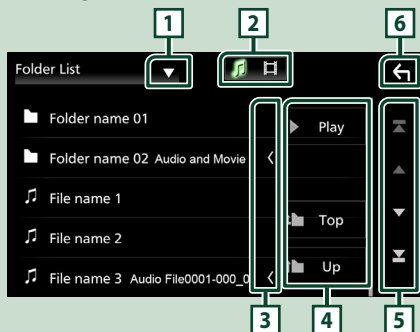 1 2 6
Folder List
Folder name 01 Play
Folder name 02 Audio and Movie
File name 1
File name 2 Top
File name 3 Audio File0001-000_0 Up
3 4 5